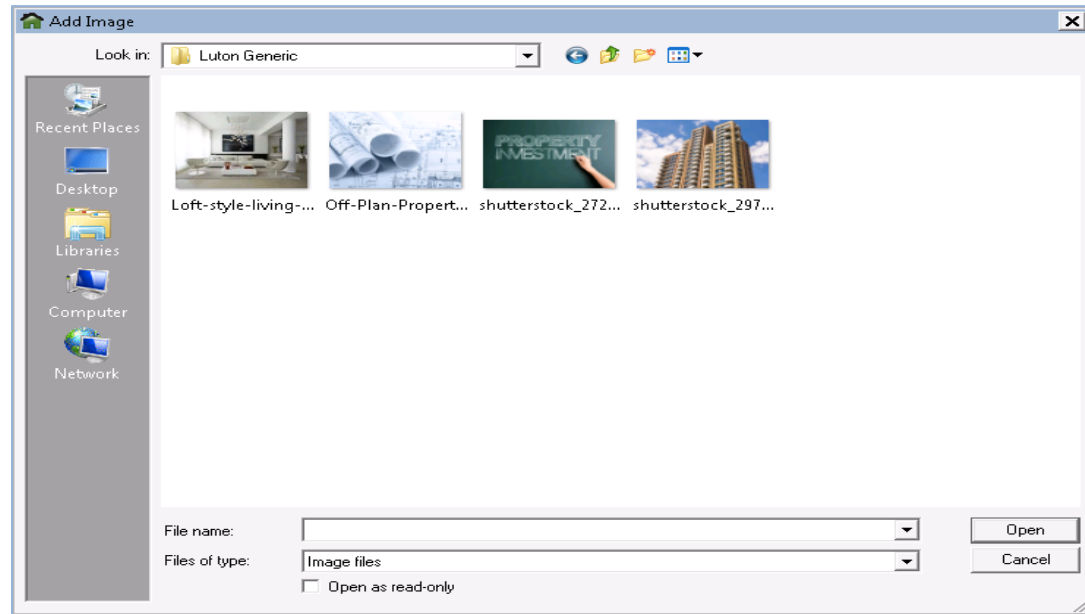 Add Image
Look in: Luton Generic
Recent Places
Desktop
Libraries
Computer
Network
PROPERTY
INVESTMENT
Loft-style-living-... Off-Plan-Propert... shutterstock_272... shutterstock_297...
File name: Open
Files of type: Image files Cancel
Open as read-only